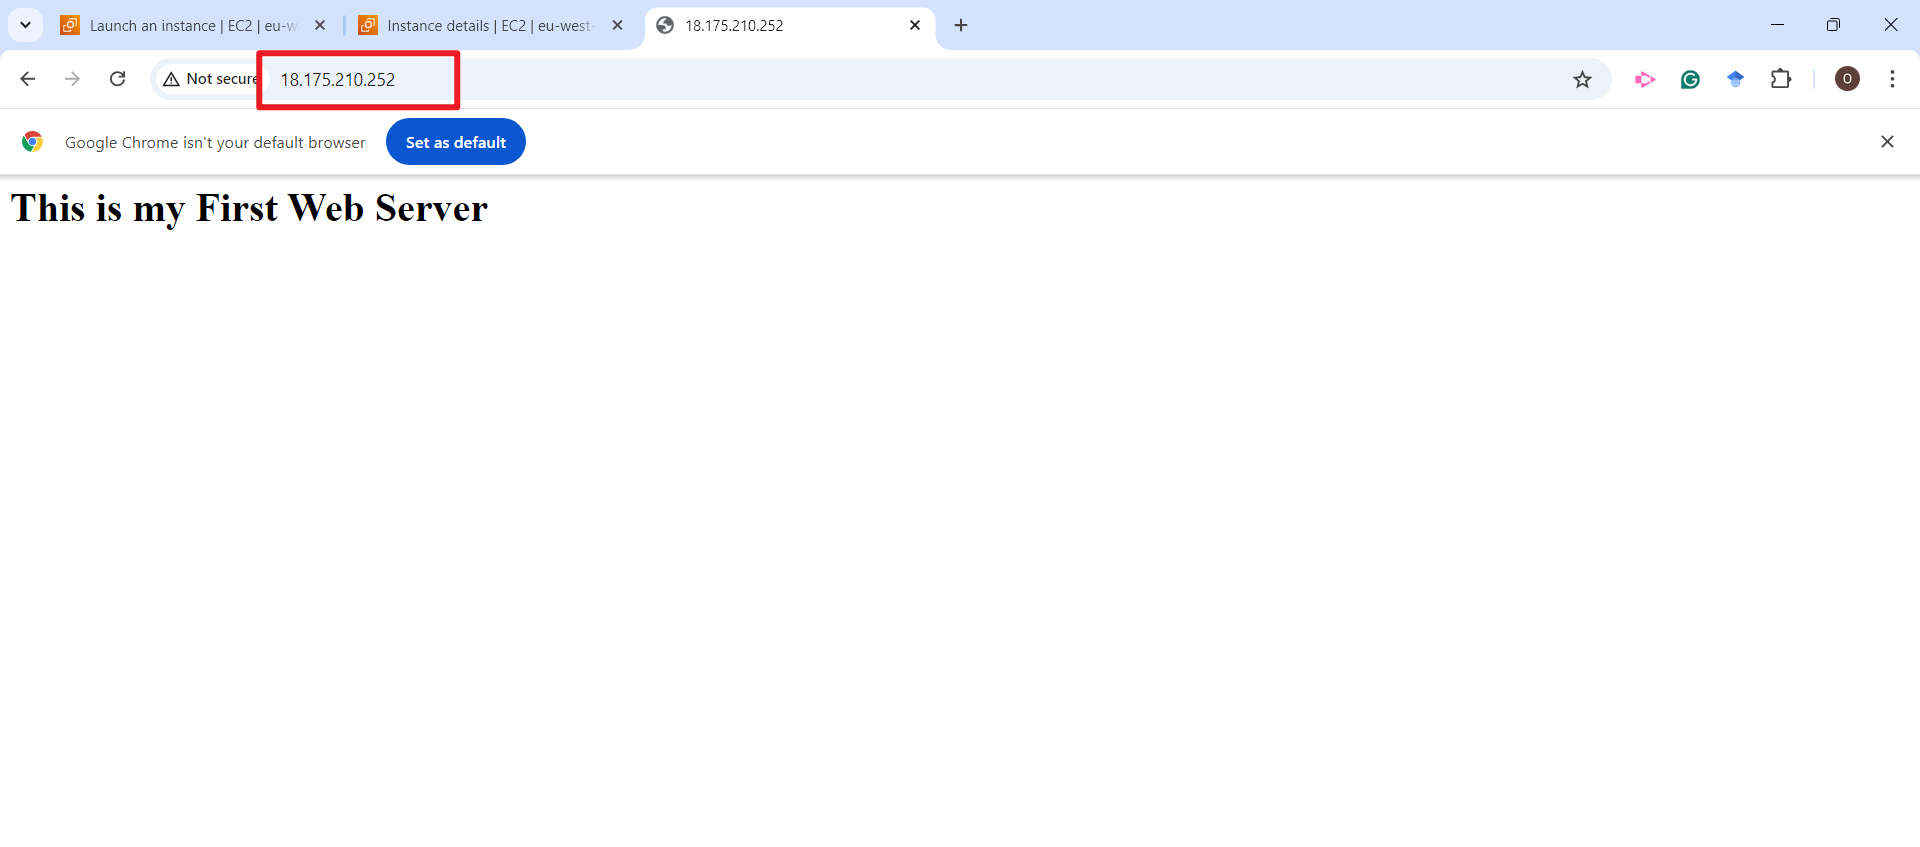 Launch an instance | EC2 | eu-w
Instance details | EC2 | eu-west-
18.175.210.252
Not secure
18.175.210.252
O
Google Chrome isn't your default browser
Set as default
This is my First Web Server